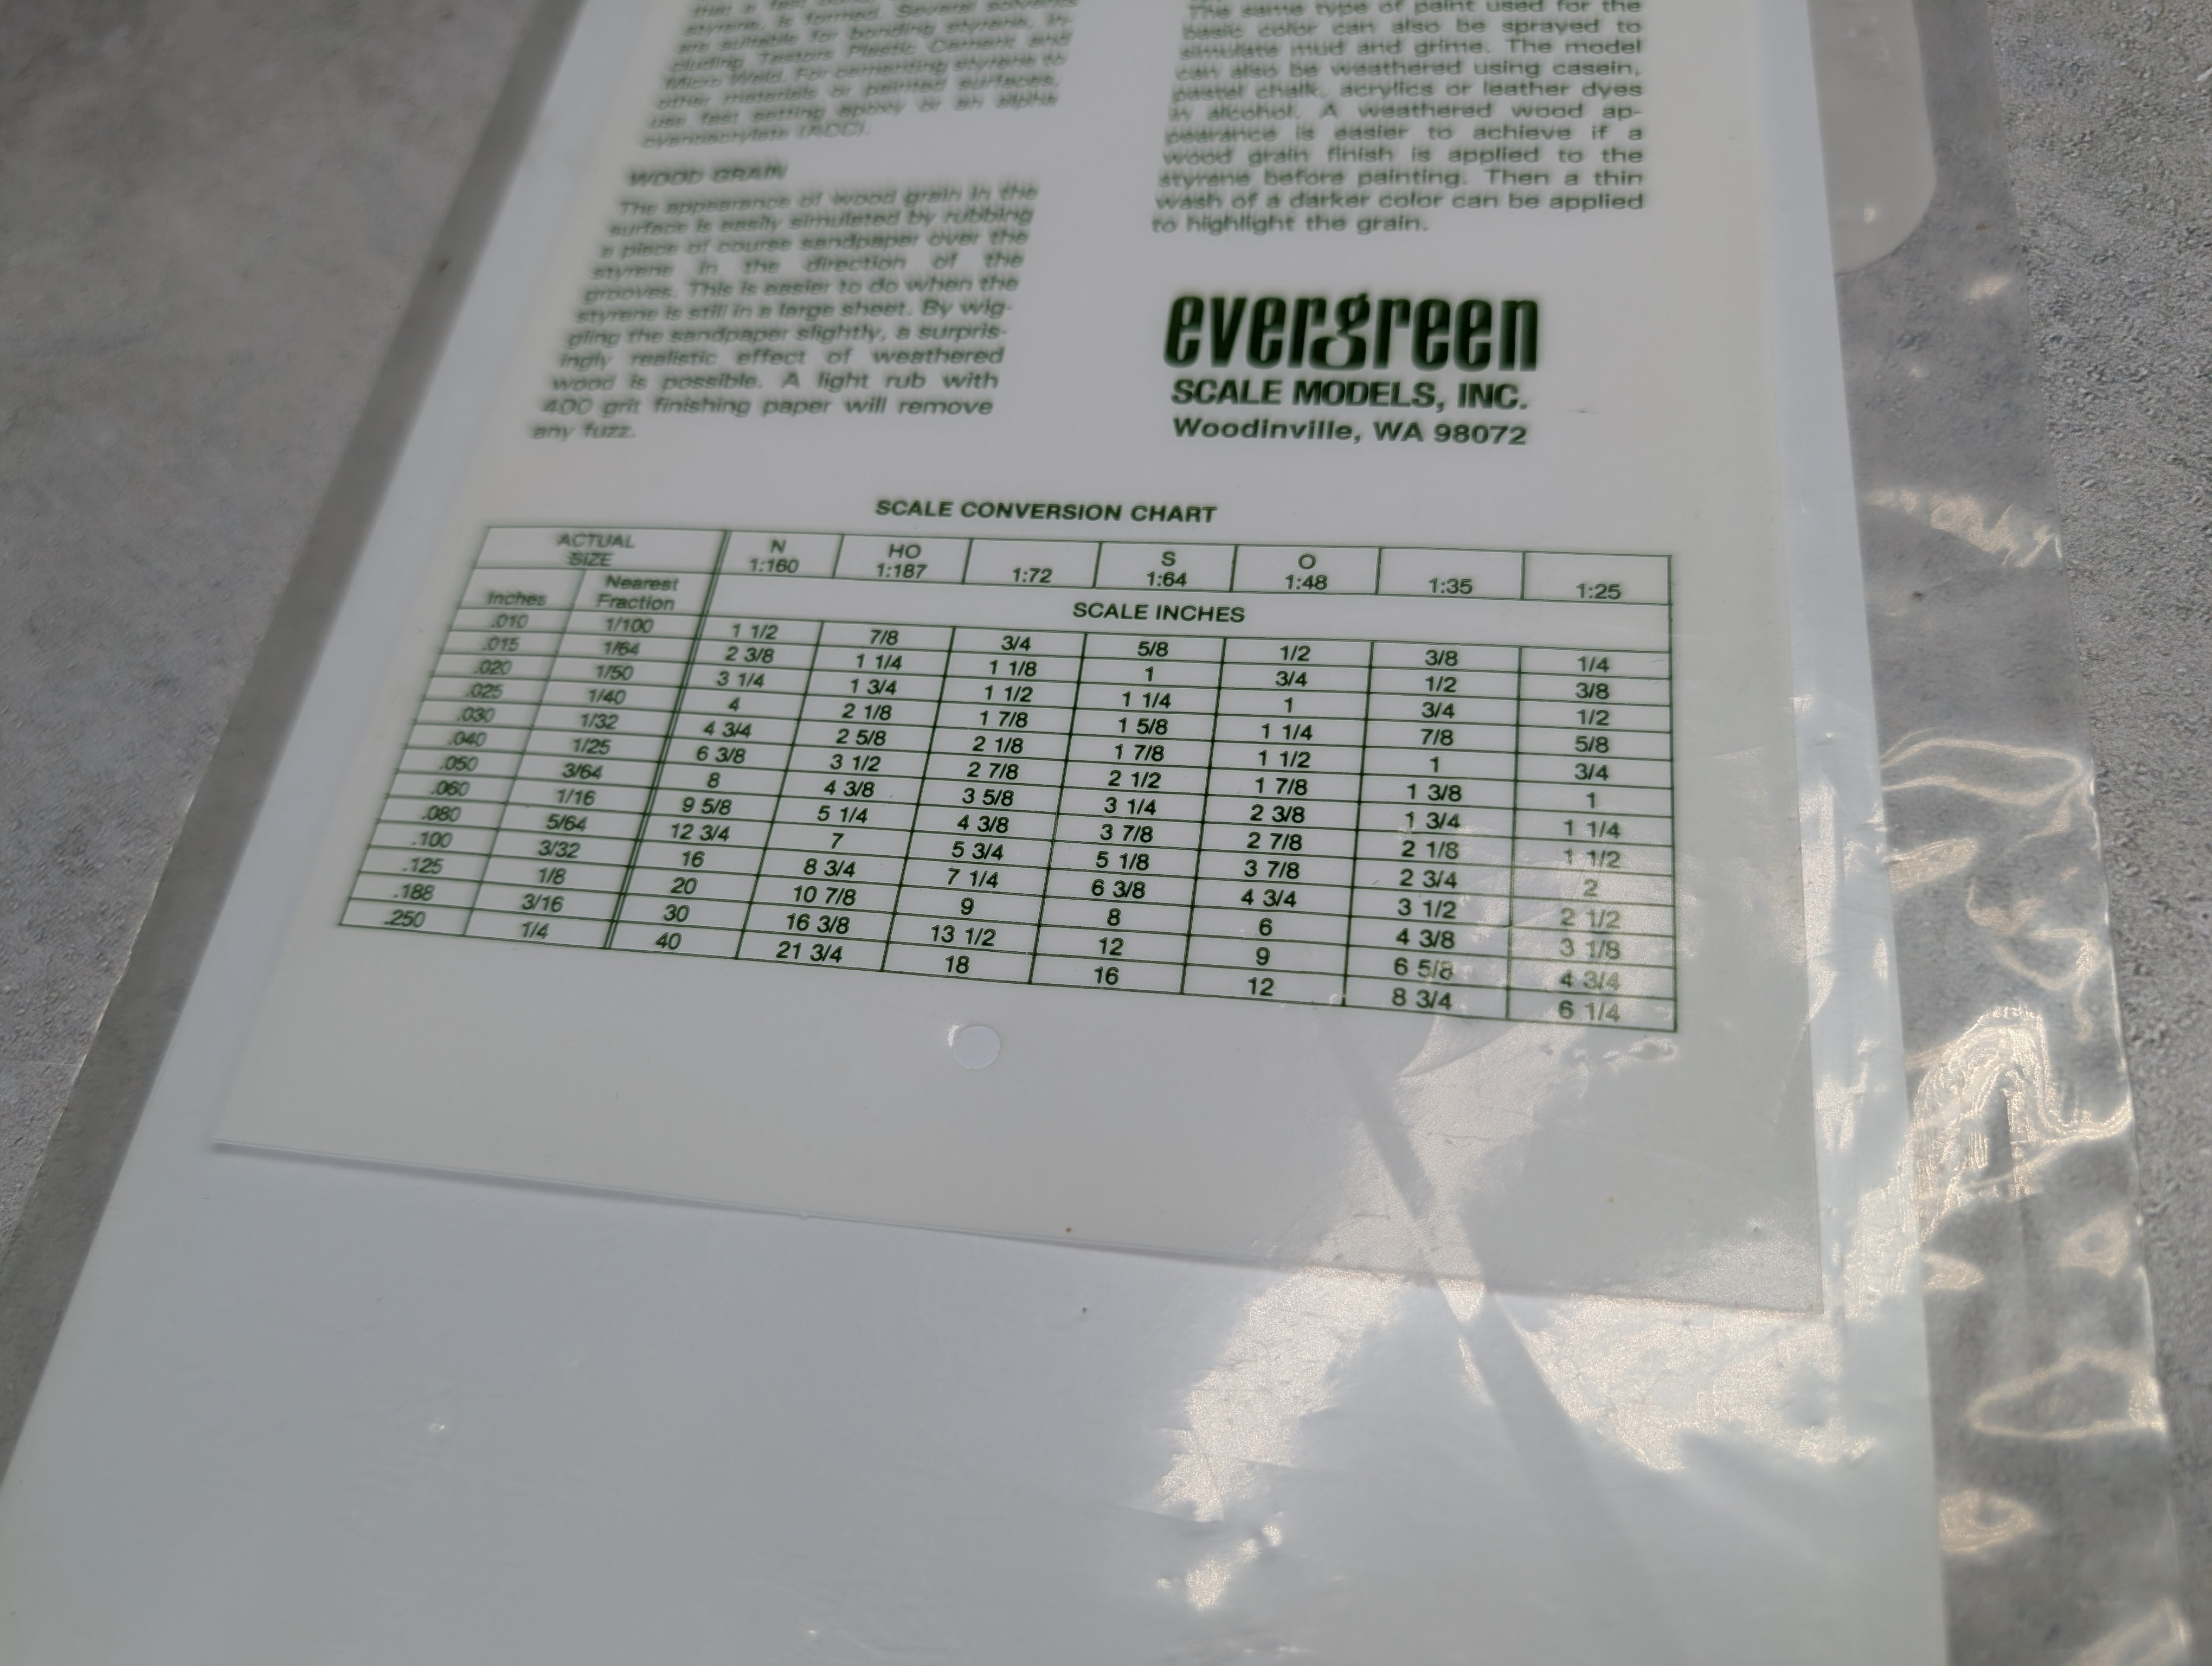 that a fast
styrene, is formed. Several solvents
are suitable for bonding styrene, in-
cluding Testors Plastic Cement and
Micro Weld. For cementing styrene to
other materials or painted surfaces,
use fast setting epoxy or an alpha
cyanoacrylate (ACC).
WOOD GRAIN
The appearance of wood grain in the
surface is easily simulated by rubbing
a piece of course sandpaper over the
styrene in the direction of the
grooves. This is easier to do when the
styrene is still in a large sheet. By wig-
gling the sandpaper slightly, a surpris-
ingly realistic effect of weathered
wood is possible. A light rub with
400 grit finishing paper will remove
any fuzz.
The same type of paint used for the
basic color can also be sprayed to
simulate mud and grime. The model
can also be weathered using casein,
pastel chalk, acrylics or leather dyes
in alcohol. A weathered wood ap-
pearance is easier to achieve if a
wood grain finish is applied to the
styrene before painting. Then a thin
wash of a darker color can be applied
to highlight the grain.
evergreen
SCALE MODELS, INC.
Woodinville, WA 98072
SCALE CONVERSION CHART
ACTUAL SIZE N 1:160 HO 1:187 1:72 S 1:64 O 1:48 1:35 1:25
Inches Nearest Fraction SCALE INCHES
.010 1/100 1 1/2 7/8 3/4 5/8 1/2 3/8 1/4
.015 1/64 2 3/8 1 1/4 1 1/8 1 3/4 1/2 3/8
.020 1/50 3 1/4 1 3/4 1 1/2 1 1/4 1 3/4 1/2
.025 1/40 4 2 1/8 1 7/8 1 5/8 1 1/4 7/8 5/8
.030 1/32 4 3/4 2 5/8 2 1/8 1 7/8 1 1/2 1 3/4
.040 1/25 6 3/8 3 1/2 2 7/8 2 1/2 1 7/8 1 3/8 1
.050 3/64 8 4 3/8 3 5/8 3 1/4 2 3/8 1 3/4 1 1/4
.060 1/16 9 5/8 5 1/4 4 3/8 3 7/8 2 7/8 2 1/8 1 1/2
.080 5/64 12 3/4 7 5 3/4 5 1/8 3 7/8 2 3/4 2
.100 3/32 16 8 3/4 7 1/4 6 3/8 4 3/4 3 1/2 2 1/2
.125 1/8 20 10 7/8 9 8 6 4 3/8 3 1/8
.188 3/16 30 16 3/8 13 1/2 12 9 6 5/8 4 3/4
.250 1/4 40 21 3/4 18 16 12 8 3/4 6 1/4